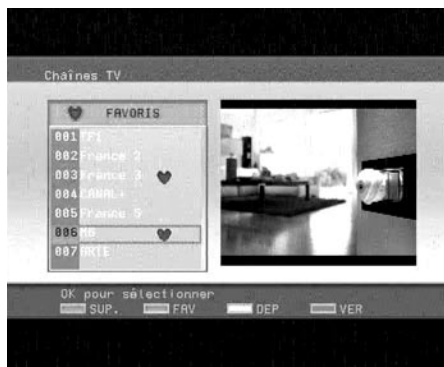 Chaînes TV
FAVORIS
001 TF1
002 France 2
003 France 3
004 CANAL+
005 France 5
006 M6
007 ARTE
OK pour sélectionner
SUP. FAV DEP VER